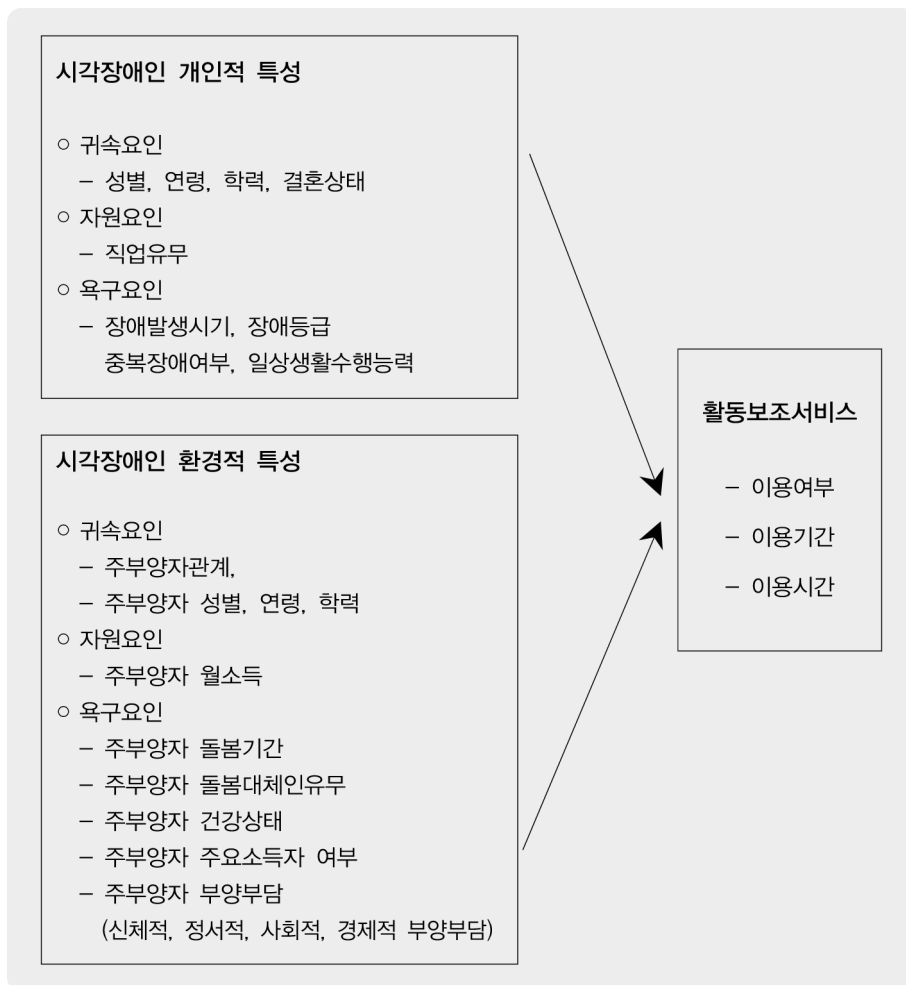 시각장애인 개인적 특성
○ 귀속요인
– 성별, 연령, 학력, 결혼상태
○ 자원요인
– 직업유무
○ 욕구요인
– 장애발생시기, 장애등급
중복장애여부, 일상생활수행능력
시각장애인 환경적 특성
○ 귀속요인
– 주부양자관계,
– 주부양자 성별, 연령, 학력
○ 자원요인
– 주부양자 월소득
○ 욕구요인
– 주부양자 돌봄기간
– 주부양자 돌봄대체인유무
– 주부양자 건강상태
– 주부양자 주요소득자 여부
– 주부양자 부양부담
(신체적, 정서적, 사회적, 경제적 부양부담)
활동보조서비스
– 이용여부
– 이용기간
– 이용시간